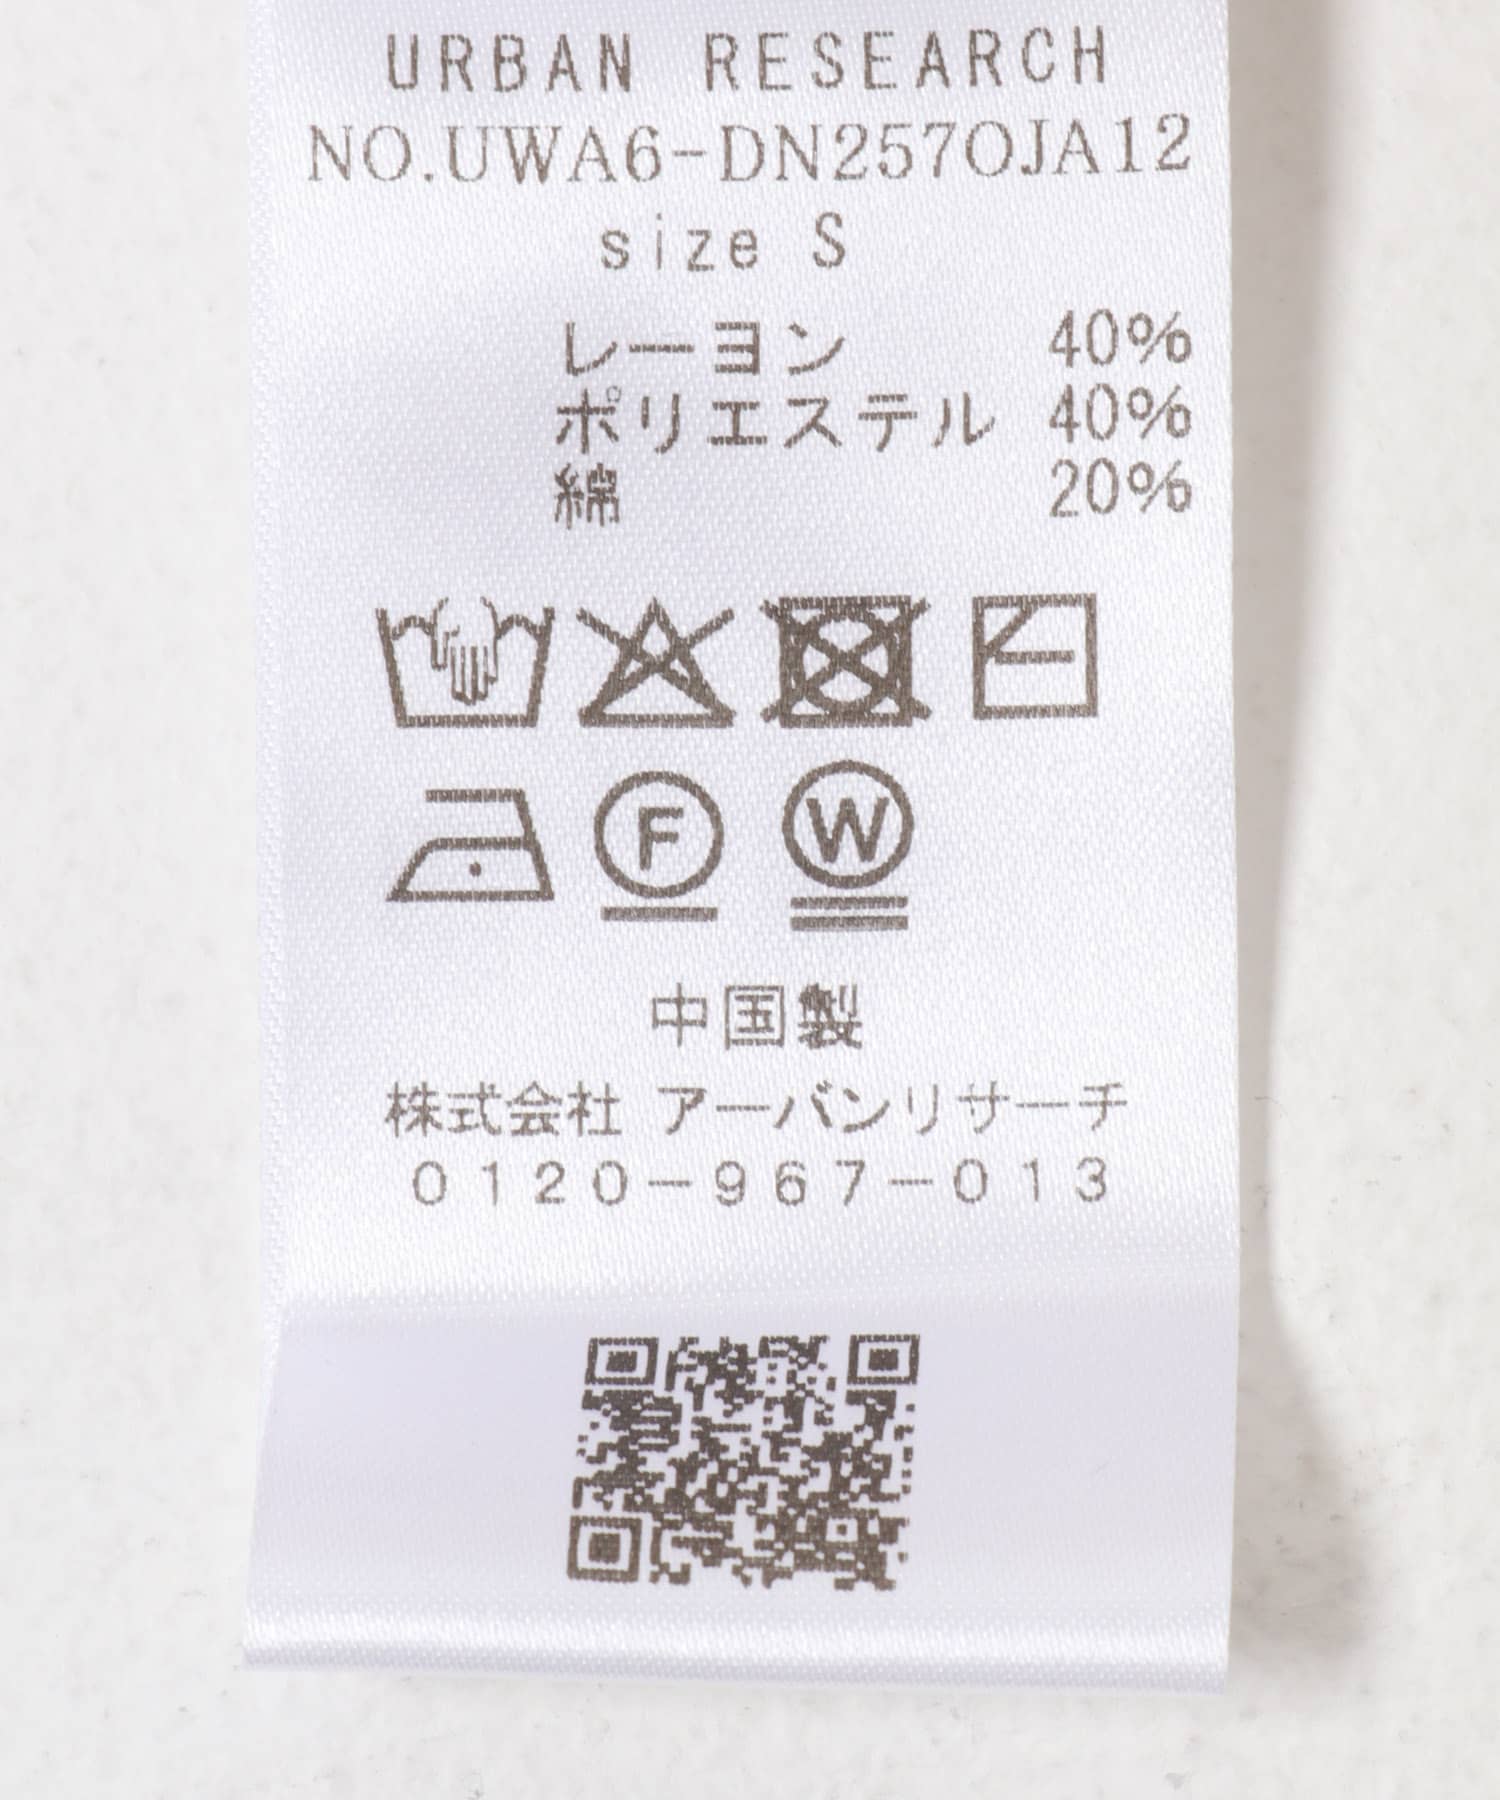 URBAN RESEARCH
NO.UWA6-DN257OJA12
size S
レーヨン 40%
ポリエステル 40%
綿 20%
F W
中国製
株式会社 アーバンリサーチ
0120-967-013